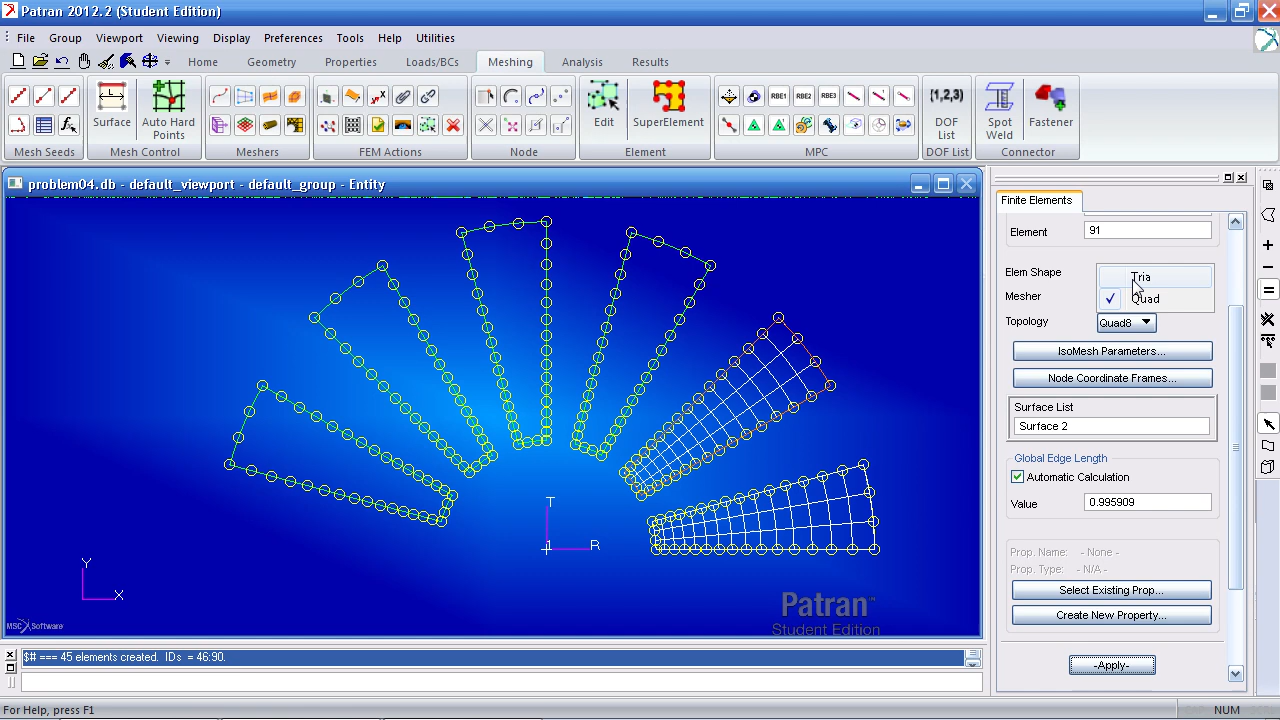 Patran 2012.2 (Student Edition)
File Group Viewport Viewing Display Preferences Tools Help Utilities
Home Geometry Properties Loads/BCs Meshing Analysis Results
RBE1 RBE2 RBE3 (1,2,3)
Surface Auto Hard Points Edit SuperElement DOF List Spot Weld Fastener
Mesh Seeds Mesh Control Meshers FEM Actions Node Element MPC DOF List Connector
problem04.db - default_viewport - default_group - Entity
Finite Elements
Element 91
Elem Shape Tria
Mesher Quad
Topology Quad8
IsoMesh Parameters...
Node Coordinate Frames...
Surface List
Surface 2
Global Edge Length
Automatic Calculation
Value 0.995909
Prop. Name: - None -
Prop. Type: - N/A -
Select Existing Prop...
Create New Property...
-Apply-
T
1 R
Y
X
MSC Software
Patran™
Student Edition
$# === 45 elements created. IDs = 46:90.
For Help, press F1 NUM